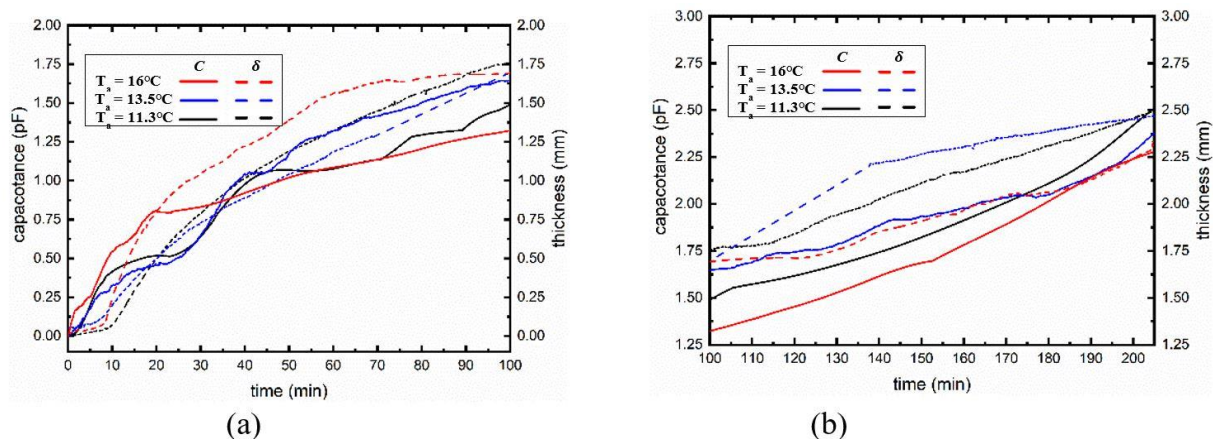 2.00
1.75
1.50
1.25
1.00
0.75
0.50
0.25
0.00
capacotance (pF)
C δ
Ta = 16°C
Ta = 13.5°C
Ta = 11.3°C
0 10 20 30 40 50 60 70 80 90 100
time (min)
2.00
1.75
1.50
1.25
1.00
0.75
0.50
0.25
0.00
thickness (mm)
(a)
3.00
2.75
2.50
2.25
2.00
1.75
1.50
1.25
capacotance (pF)
C δ
Ta = 16°C
Ta = 13.5°C
Ta = 11.3°C
100 110 120 130 140 150 160 170 180 190 200
time (min)
3.00
2.75
2.50
2.25
2.00
1.75
1.50
1.25
thickness (mm)
(b)